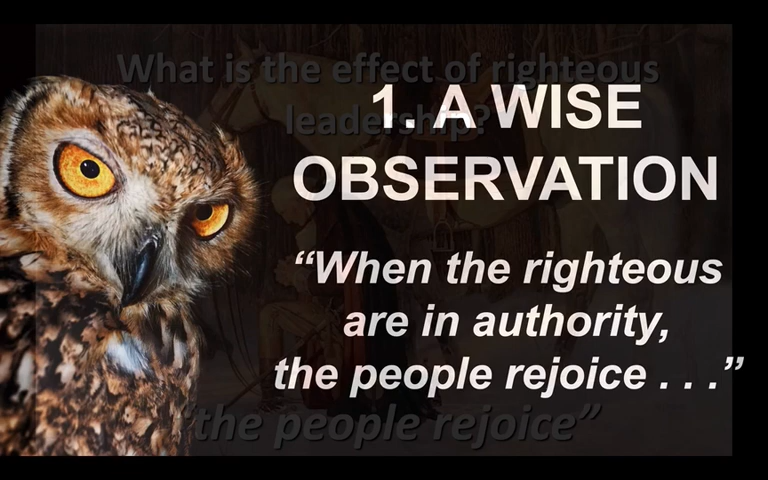 What is the effect of righteous
leadership?
1. A WISE
OBSERVATION
“When the righteous
are in authority,
the people rejoice . . .”
“the people rejoice”